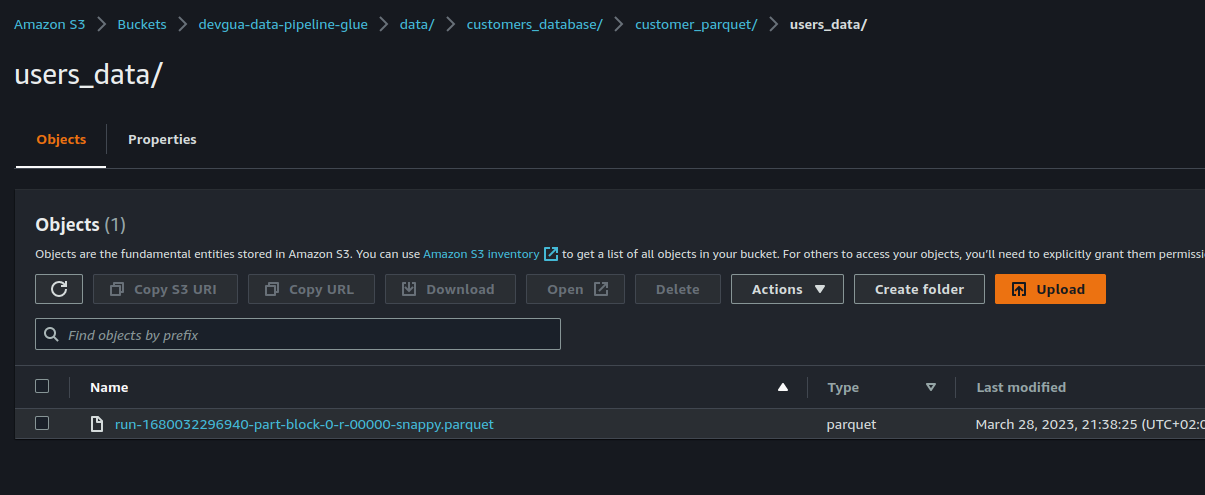 Amazon S3 > Buckets > devgua-data-pipeline-glue > data/ > customers_database/ > customer_parquet/ > users_data/
users_data/
Objects Properties
Objects (1)
Objects are the fundamental entities stored in Amazon S3. You can use Amazon S3 inventory to get a list of all objects in your bucket. For others to access your objects, you'll need to explicitly grant them permissi
Copy S3 URI Copy URL Download Open Delete Actions Create folder Upload
Find objects by prefix
Name Type Last modified
run-1680032296940-part-block-0-r-00000-snappy.parquet parquet March 28, 2023, 21:38:25 (UTC+02:0